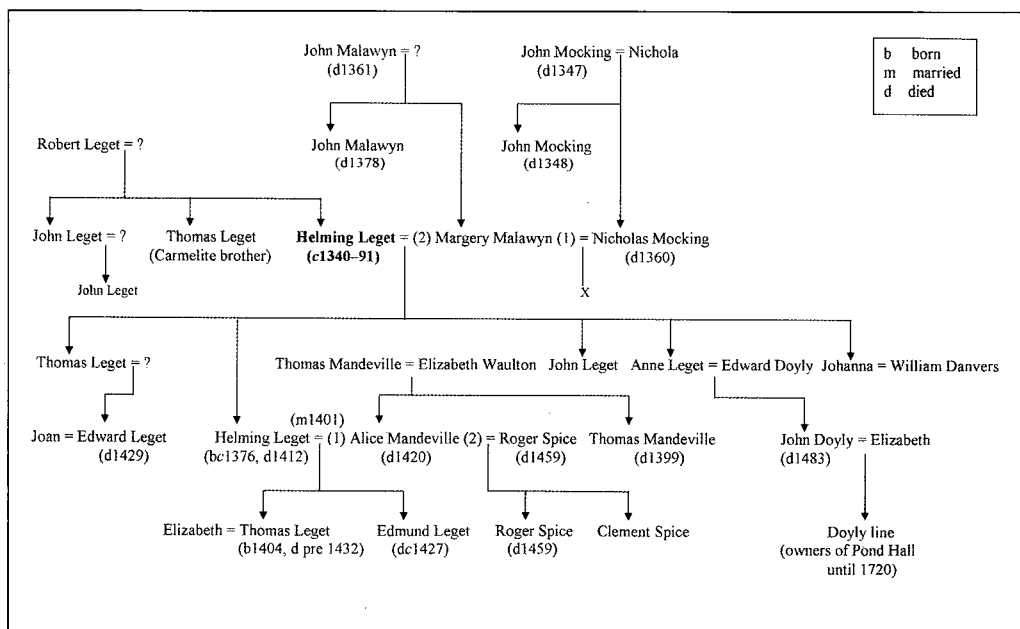 John Malawyn = ?
(d1361)
John Mocking = Nichola
(d1347)
b born
m married
d died
John Malawyn
(d1378)
John Mocking
(d1348)
Robert Leget = ?
John Leget = ?
Thomas Leget
(Carmelite brother)
Helming Leget = (2) Margery Malawyn (1) = Nicholas Mocking
(c1340–91)
(d1360)
John Leget
X
Thomas Leget = ?
Thomas Mandeville = Elizabeth Waulton
John Leget
Anne Leget = Edward Doyly
Johanna = William Danvers
(m1401)
Joan = Edward Leget
(d1429)
Helming Leget = (1) Alice Mandeville (2) = Roger Spice
(bc1376, d1412)
(d1420)
(d1459)
Thomas Mandeville
(d1399)
John Doyly = Elizabeth
(d1483)
Elizabeth = Thomas Leget
(b1404, d pre 1432)
Edmund Leget
(dc1427)
Roger Spice
(d1459)
Clement Spice
Doyly line
(owners of Pond Hall
until 1720)